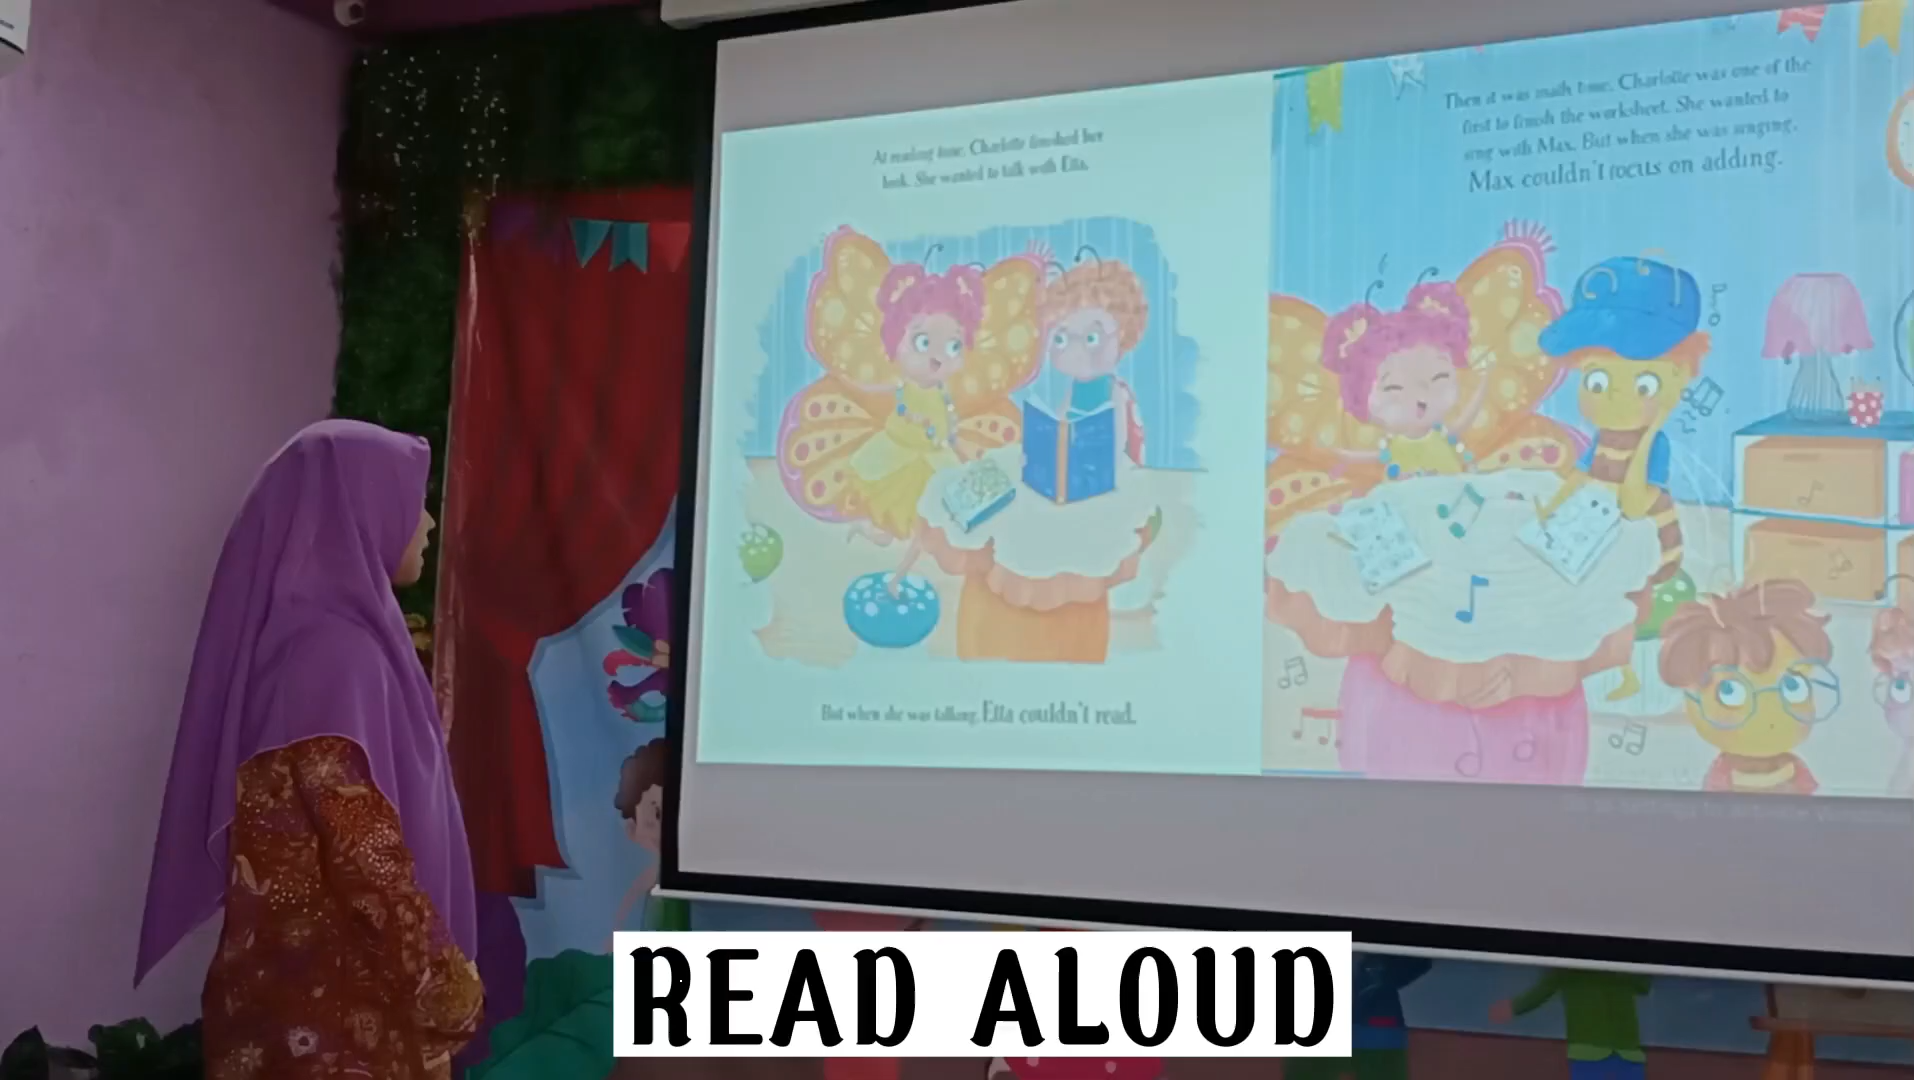 At reading time, Charlotte finished her
book. She wanted to talk with Etta.
But when she was talking, Etta couldn't read.
Then it was math time. Charlotte was one of the
first to finish the worksheet. She wanted to
sing with Max. But when she was singing,
Max couldn't focus on adding.
READ ALOUD